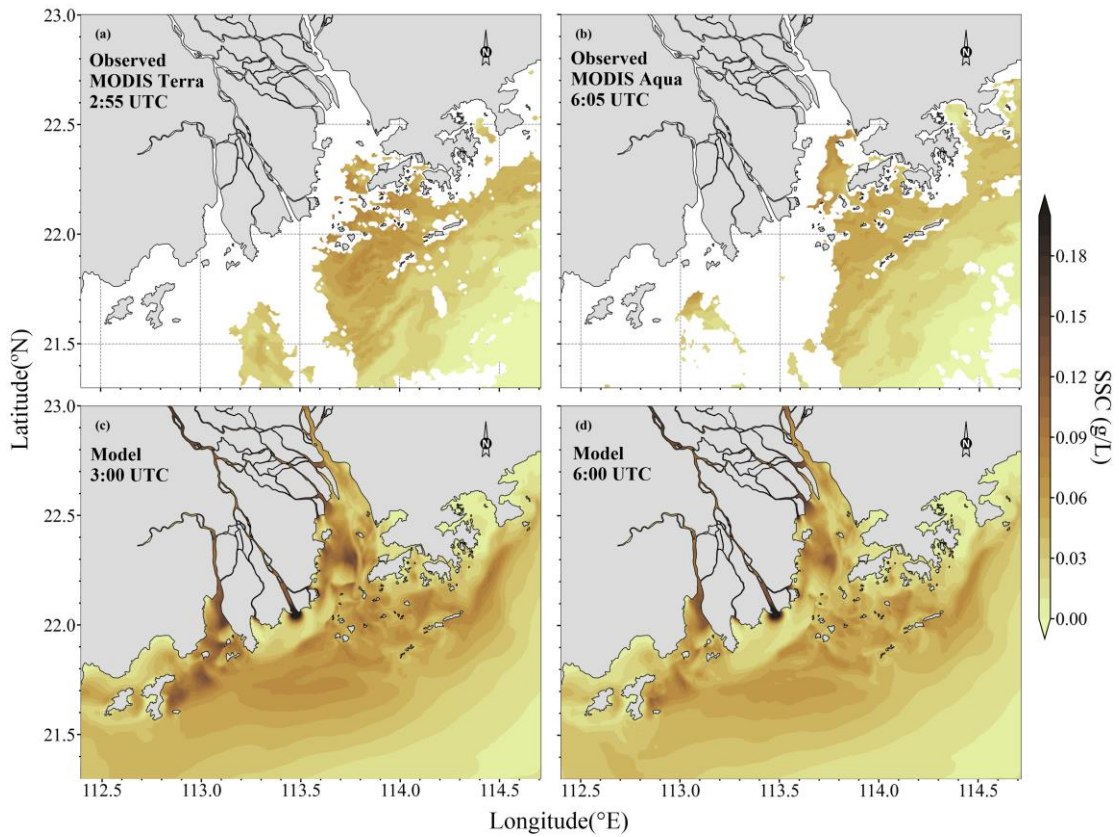 23.0
(a)
Observed
MODIS Terra
2:55 UTC
N
22.5
22.0
21.5
(b)
Observed
MODIS Aqua
6:05 UTC
N
23.0
(c)
Model
3:00 UTC
N
22.5
22.0
21.5
(d)
Model
6:00 UTC
N
112.5 113.0 113.5 114.0 114.5
112.5 113.0 113.5 114.0 114.5
Latitude(°N)
Longitude(°E)
0.18
0.15
0.12
0.09
0.06
0.03
0.00
SSC (g/L)